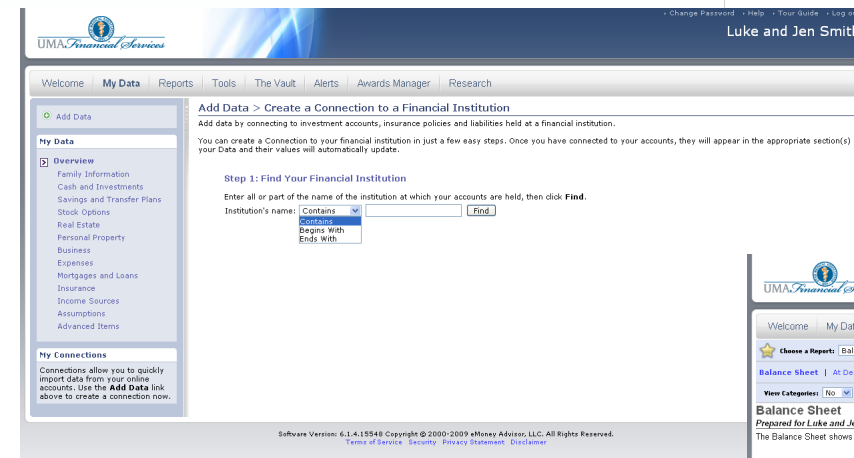 Change Password Help Tour Guide Log
Luke and Jen Smith
UMA Financial Services
Welcome My Data Reports Tools The Vault Alerts Awards Manager Research
Add Data
My Data
Overview
Family Information
Cash and Investments
Savings and Transfer Plans
Stock Options
Real Estate
Personal Property
Business
Expenses
Mortgages and Loans
Insurance
Income Sources
Assumptions
Advanced Items
My Connections
Connections allow you to quickly
import data from your online
accounts. Use the Add Data link
above to create a connection now.
Add Data > Create a Connection to a Financial Institution
Add data by connecting to investment accounts, insurance policies and liabilities held at a financial institution.
You can create a Connection to your financial institution in just a few easy steps. Once you have connected to your accounts, they will appear in the appropriate section(s)
your Data and their values will automatically update.
Step 1: Find Your Financial Institution
Enter all or part of the name of the institution at which your accounts are held, then click Find.
Institution's name: Contains Find
Contains
Begins With
Ends With
Software Version: 6.1.4.15548 Copyright © 2000-2009 eMoney Advisor, LLC. All Rights Reserved.
Terms of Service Security Privacy Statement Disclaimer
UMA Financial
Welcome My Dat
Choose a Report: Bal
Balance Sheet | At De
View Categories: No
Balance Sheet
Prepared for Luke and Je
The Balance Sheet shows